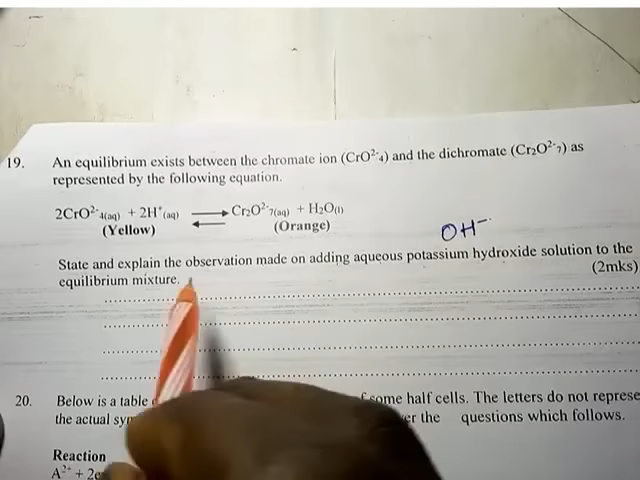 19. An equilibrium exists between the chromate ion (CrO²⁻₄) and the dichromate (Cr₂O²⁻₇) as
represented by the following equation.
2CrO²⁻₄(aq) + 2H⁺(aq) ⇌ Cr₂O²⁻₇(aq) + H₂O(l)
(Yellow) (Orange)
OH⁻
State and explain the observation made on adding aqueous potassium hydroxide solution to the
equilibrium mixture. (2mks)
20. Below is a table some half cells. The letters do not
the actual the questions which follows.
Reaction
A²⁺ + 2e